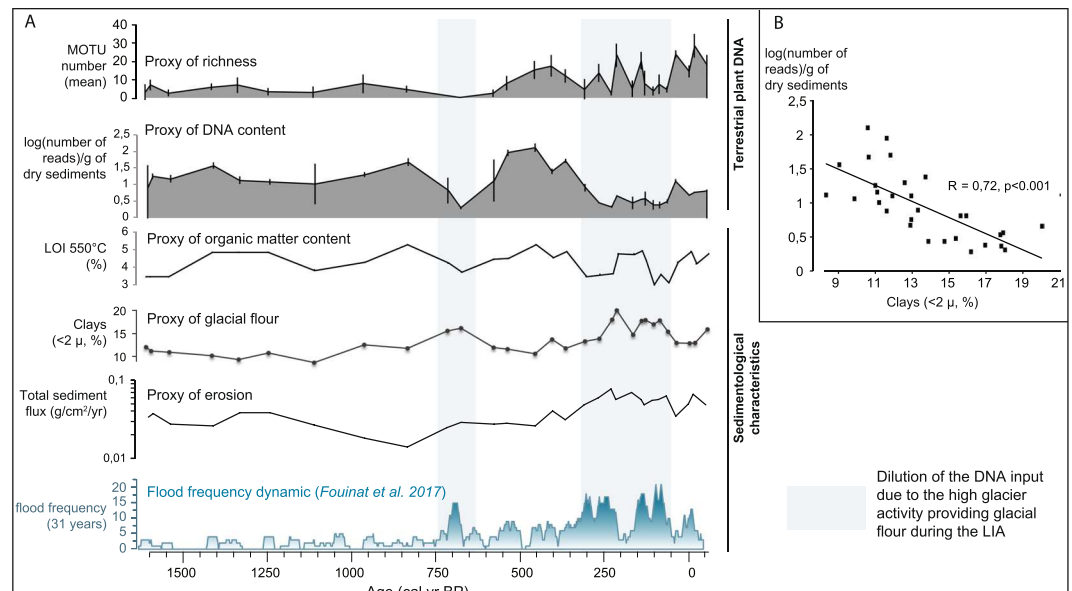 A
MOTU
number
(mean)
40
30
20
10
0
Proxy of richness
log(number of
reads)/g of
dry sediments
2,5
2
1,5
1
0,5
0
Proxy of DNA content
Terrestrial plant DNA
LOI 550°C
(%)
6
5
4
3
Proxy of organic matter content
Clays
(<2 µ, %)
20
15
10
Proxy of glacial flour
Total sediment
flux (g/cm²/yr)
0,1
0,01
Proxy of erosion
Sedimentological
characteristics
flood frequency
(31 years)
20
15
10
5
0
Flood frequency dynamic (Fouinat et al. 2017)
1500 1250 1000 750 500 250 0
Age (cal yr BP)
B
log(number of
reads)/g of
dry sediments
2,5
2
1,5
1
0,5
0
R = 0,72, p<0.001
9 11 13 15 17 19 21
Clays (<2 µ, %)
Dilution of the DNA input
due to the high glacier
activity providing glacial
flour during the LIA